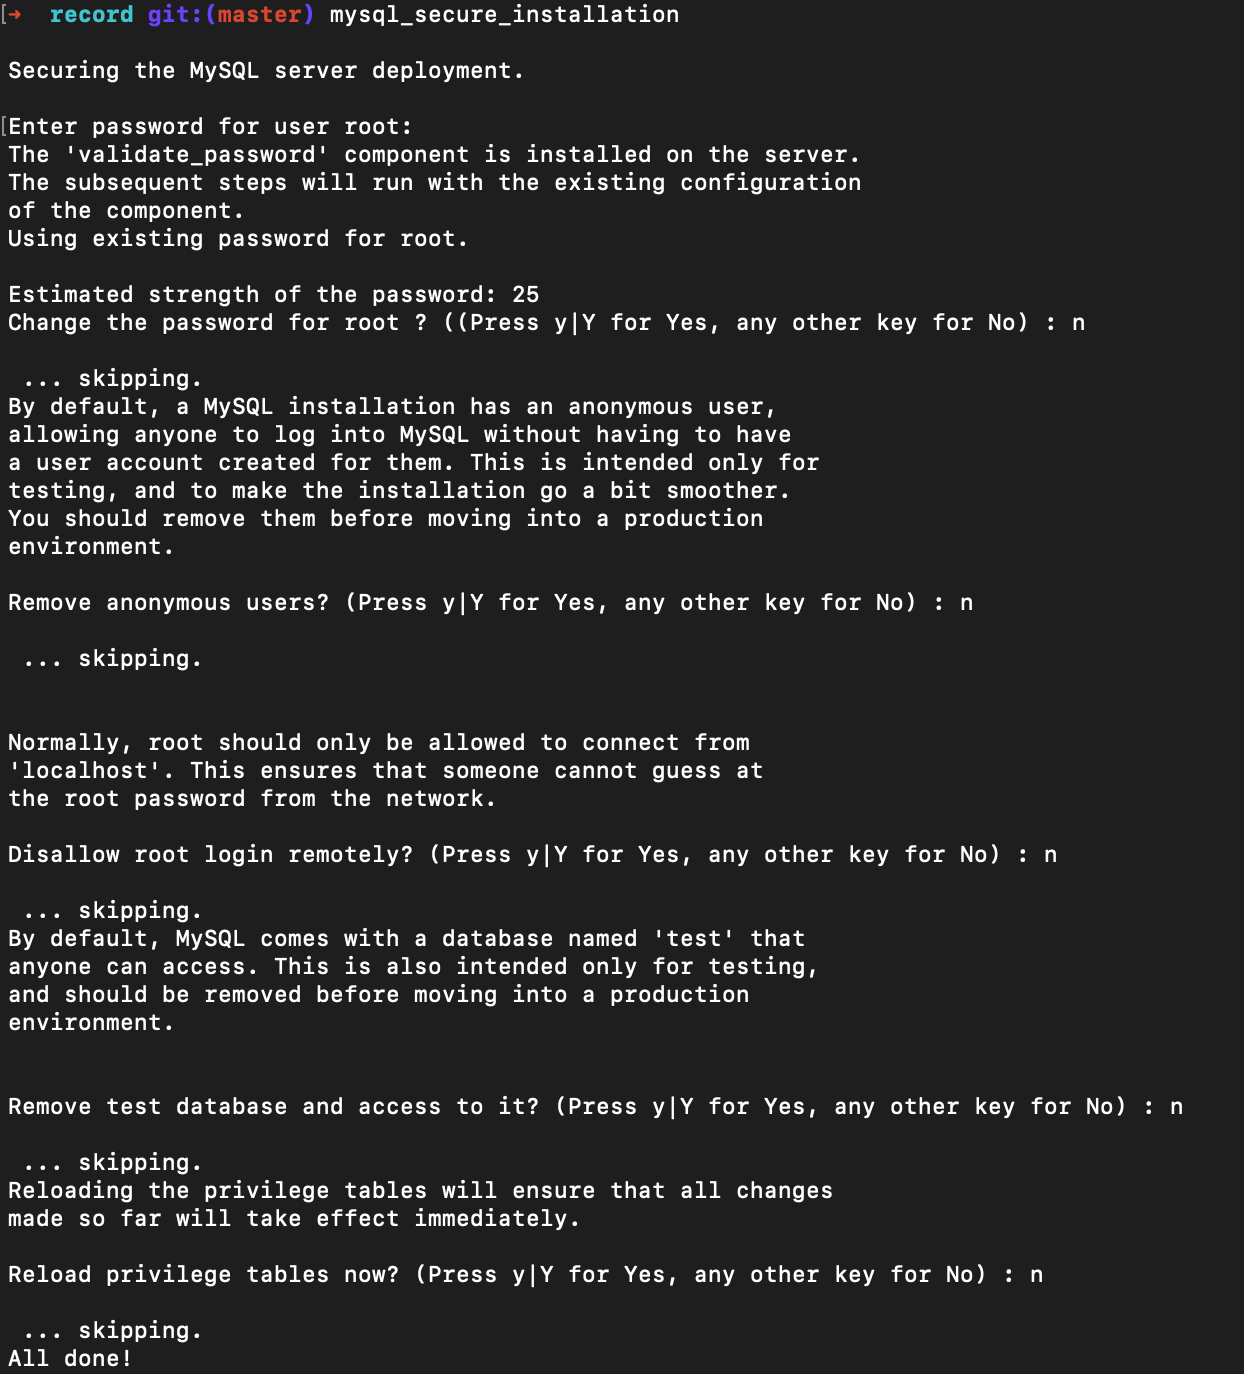 [➜  record git:(master) mysql_secure_installation
Securing the MySQL server deployment.
[Enter password for user root:
The 'validate_password' component is installed on the server.
The subsequent steps will run with the existing configuration
of the component.
Using existing password for root.
Estimated strength of the password: 25
Change the password for root ? ((Press y|Y for Yes, any other key for No) : n
 ... skipping.
By default, a MySQL installation has an anonymous user,
allowing anyone to log into MySQL without having to have
a user account created for them. This is intended only for
testing, and to make the installation go a bit smoother.
You should remove them before moving into a production
environment.
Remove anonymous users? (Press y|Y for Yes, any other key for No) : n
 ... skipping.
Normally, root should only be allowed to connect from
'localhost'. This ensures that someone cannot guess at
the root password from the network.
Disallow root login remotely? (Press y|Y for Yes, any other key for No) : n
 ... skipping.
By default, MySQL comes with a database named 'test' that
anyone can access. This is also intended only for testing,
and should be removed before moving into a production
environment.
Remove test database and access to it? (Press y|Y for Yes, any other key for No) : n
 ... skipping.
Reloading the privilege tables will ensure that all changes
made so far will take effect immediately.
Reload privilege tables now? (Press y|Y for Yes, any other key for No) : n
 ... skipping.
All done!